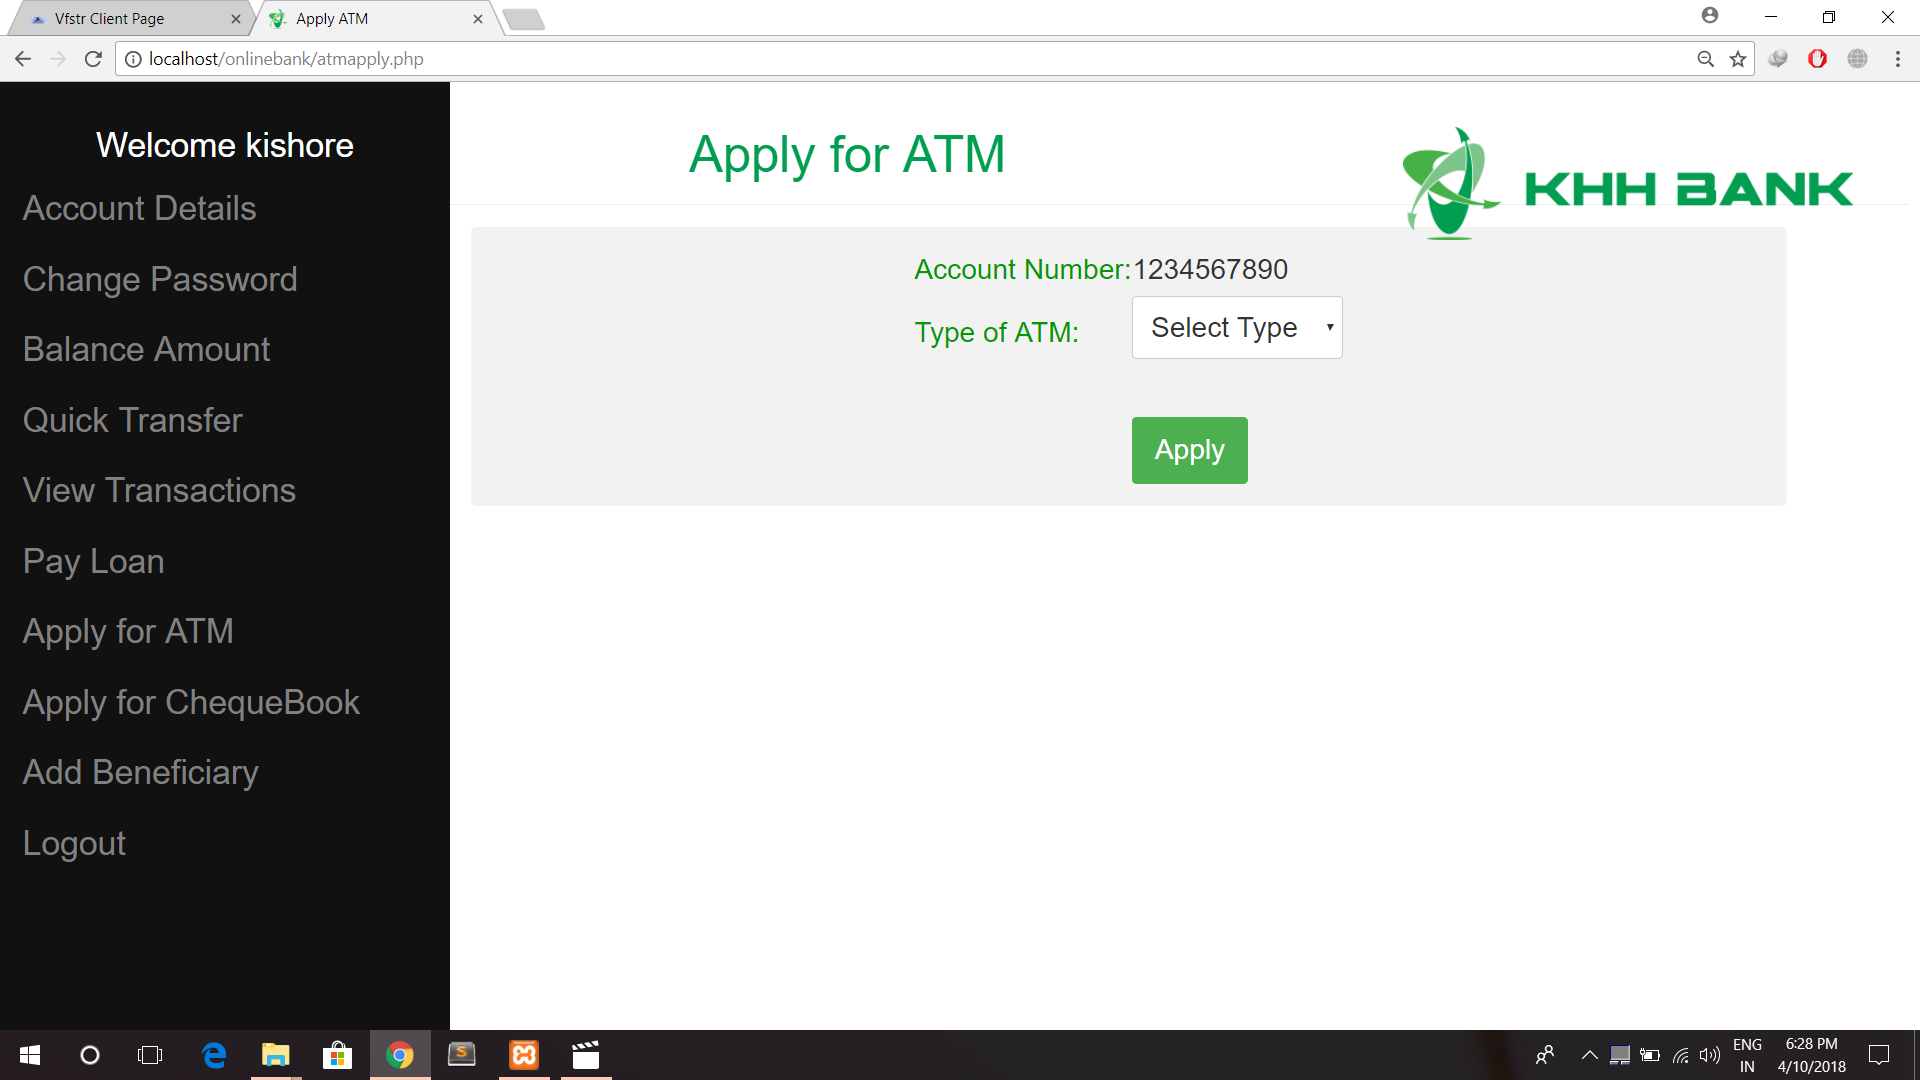 Vfstr Client Page
Apply ATM
localhost/onlinebank/atmapply.php
Welcome kishore
Account Details
Change Password
Balance Amount
Quick Transfer
View Transactions
Pay Loan
Apply for ATM
Apply for ChequeBook
Add Beneficiary
Logout
Apply for ATM
KHH BANK
Account Number:1234567890
Type of ATM: Select Type
Apply
ENG 6:28 PM
IN 4/10/2018